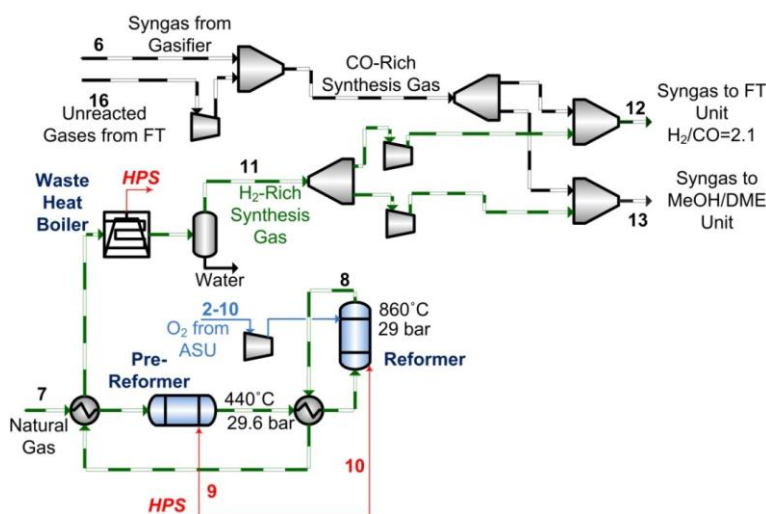 Syngas from
Gasifier
6
16
Unreacted
Gases from FT
CO-Rich
Synthesis Gas
12
Syngas to FT
Unit
H₂/CO=2.1
Waste
Heat
Boiler
HPS
11
H₂-Rich
Synthesis
Gas
13
Syngas to
MeOH/DME
Unit
Water
8
2-10
O₂ from
ASU
860˚C
29 bar
Reformer
Pre-
Reformer
7
Natural
Gas
440˚C
29.6 bar
9
10
HPS